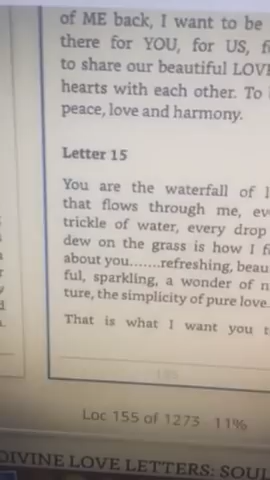 of ME back, I want to be
there for YOU, for US,
to share our beautiful LOVE
hearts with each other. To
peace, love and harmony.
Letter 15
You are the waterfall of
that flows through me,
trickle of water, every drop
dew on the grass is how I
about you.......refreshing, beau
ful, sparkling, a wonder of
ture, the simplicity of pure love.
That is what I want you
Loc 155 of 1273 11%
DIVINE LOVE LETTERS: SOUL